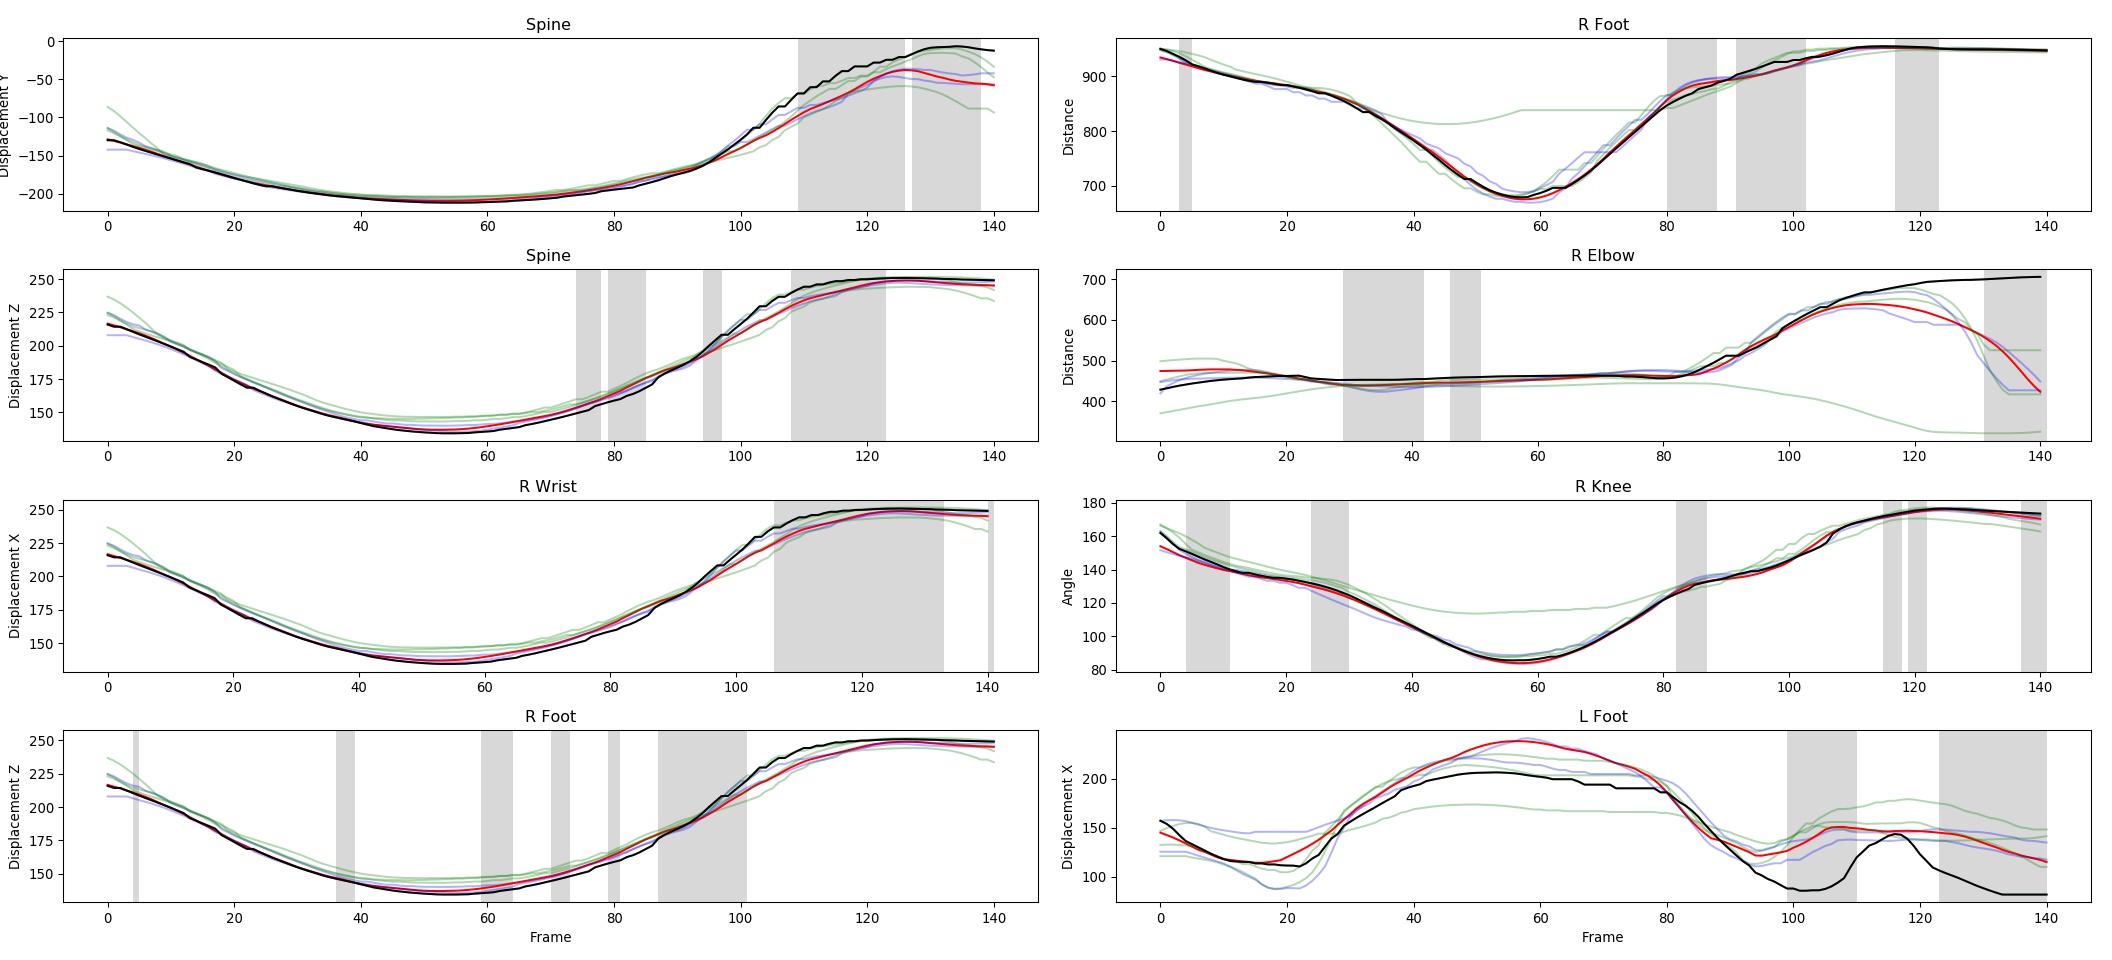 Spine
Displacement Y
0
−50
−100
−150
−200
0 20 40 60 80 100 120 140
R Foot
Distance
900
800
700
0 20 40 60 80 100 120 140
Spine
Displacement Z
250
225
200
175
150
0 20 40 60 80 100 120 140
R Elbow
Distance
700
600
500
400
0 20 40 60 80 100 120 140
R Wrist
Displacement X
250
225
200
175
150
0 20 40 60 80 100 120 140
R Knee
Angle
180
160
140
120
100
80
0 20 40 60 80 100 120 140
R Foot
Displacement Z
250
225
200
175
150
0 20 40 60 80 100 120 140
Frame
L Foot
Displacement X
200
150
100
0 20 40 60 80 100 120 140
Frame